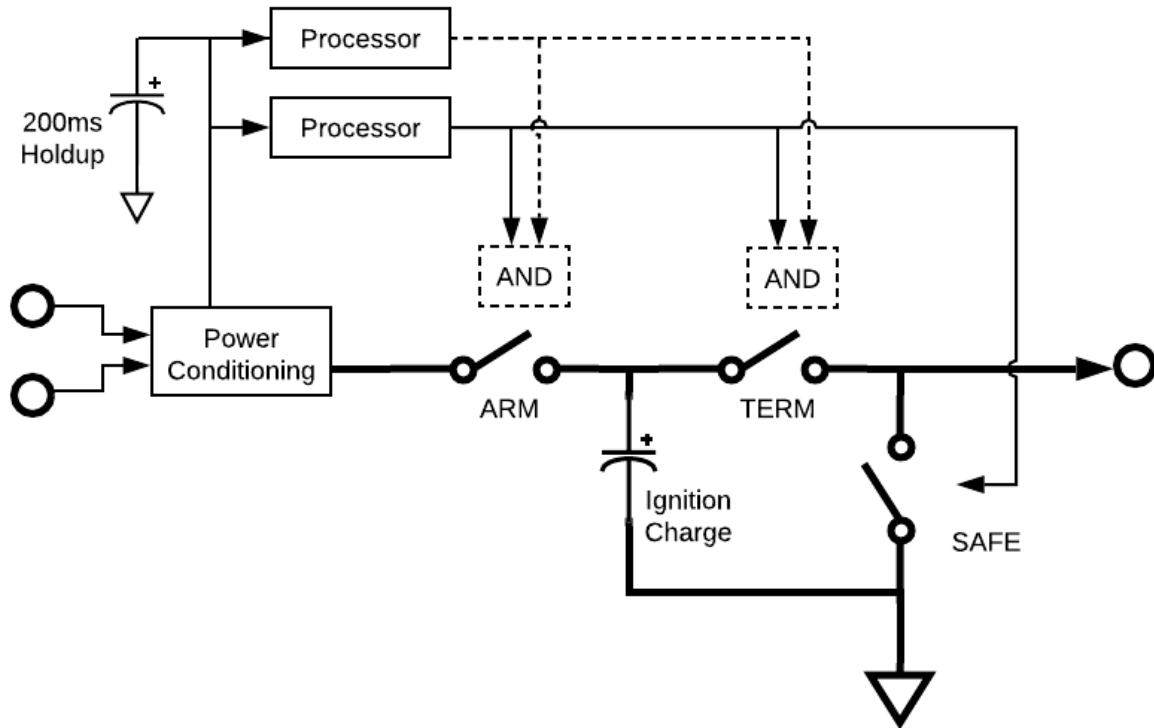 Processor
Processor
200ms
Holdup
+
AND
AND
Power
Conditioning
ARM
TERM
+
Ignition
Charge
SAFE